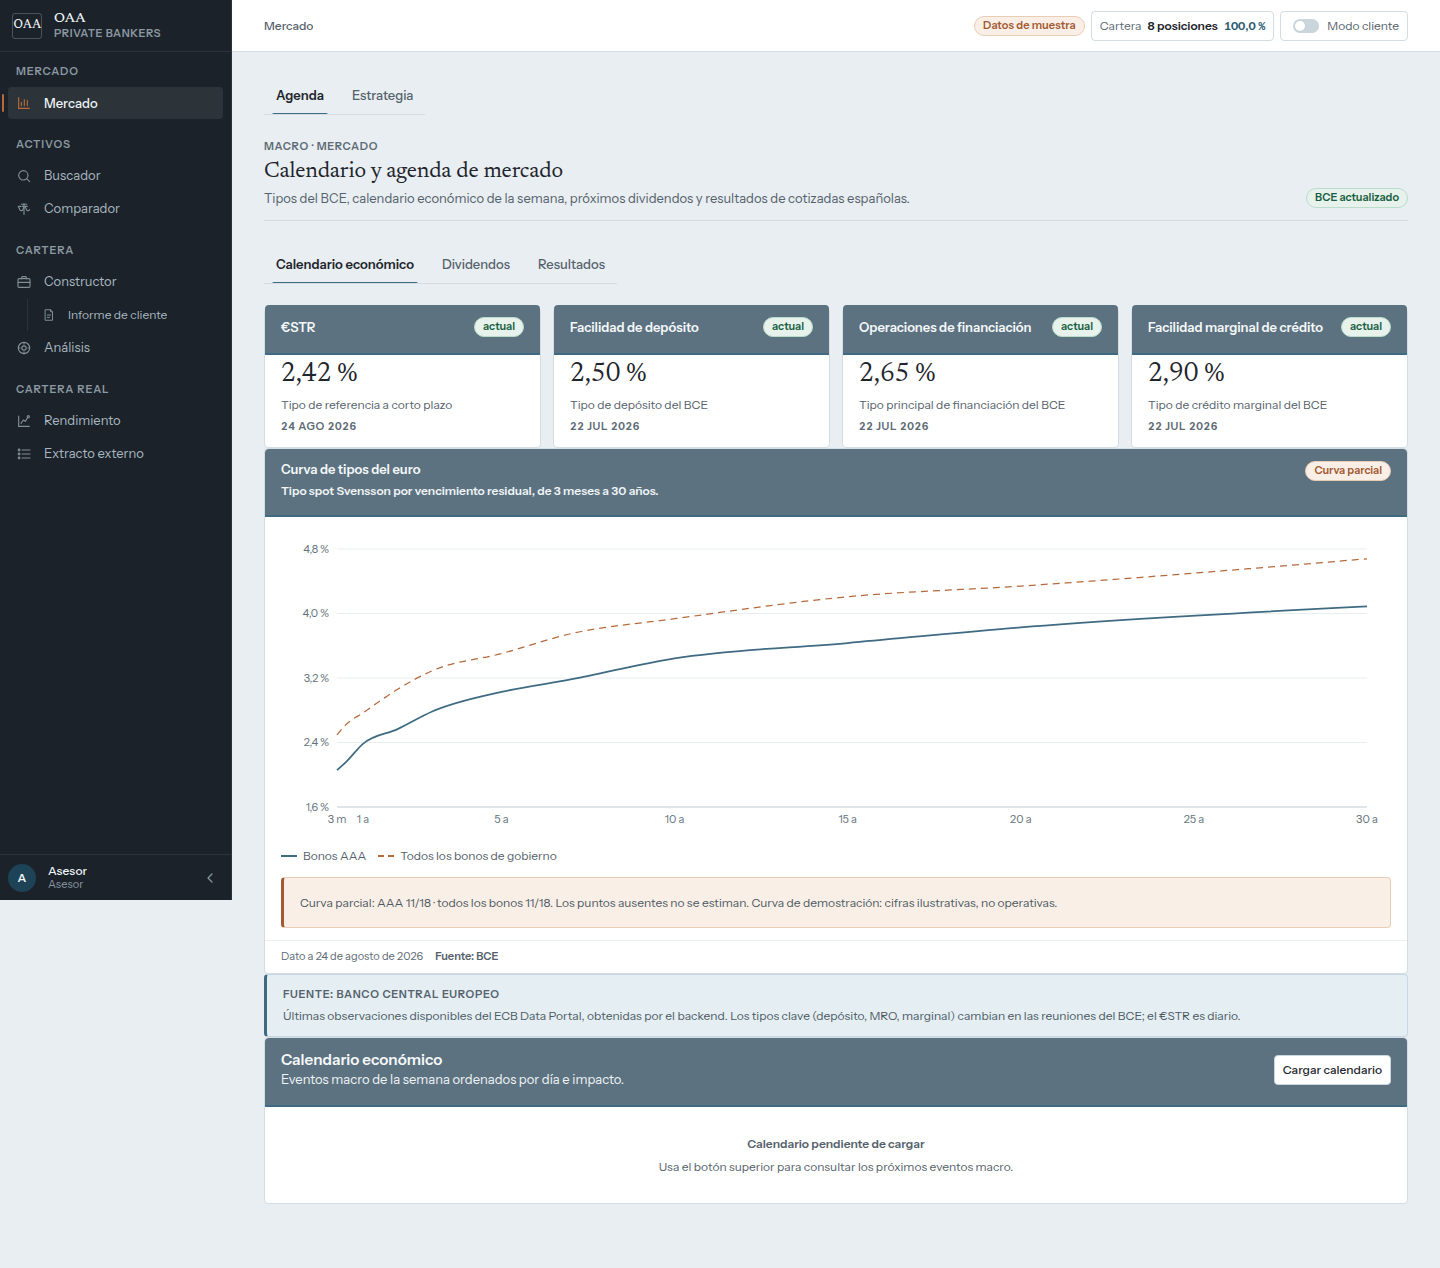 OAA
OAA
PRIVATE BANKERS
MERCADO
Mercado
ACTIVOS
Buscador
Comparador
CARTERA
Constructor
Informe de cliente
Análisis
CARTERA REAL
Rendimiento
Extracto externo
A
Asesor
Asesor
Mercado
Datos de muestra
Cartera 8 posiciones 100,0 %
Modo cliente
Agenda Estrategia
MACRO · MERCADO
Calendario y agenda de mercado
Tipos del BCE, calendario económico de la semana, próximos dividendos y resultados de cotizadas españolas.
BCE actualizado
Calendario económico Dividendos Resultados
€STR actual
2,42 %
Tipo de referencia a corto plazo
24 AGO 2026
Facilidad de depósito actual
2,50 %
Tipo de depósito del BCE
22 JUL 2026
Operaciones de financiación actual
2,65 %
Tipo principal de financiación del BCE
22 JUL 2026
Facilidad marginal de crédito actual
2,90 %
Tipo de crédito marginal del BCE
22 JUL 2026
Curva de tipos del euro
Curva parcial
Tipo spot Svensson por vencimiento residual, de 3 meses a 30 años.
4,8 %
4,0 %
3,2 %
2,4 %
1,6 %
3 m 1 a 5 a 10 a 15 a 20 a 25 a 30 a
Bonos AAA Todos los bonos de gobierno
Curva parcial: AAA 11/18 · todos los bonos 11/18. Los puntos ausentes no se estiman. Curva de demostración: cifras ilustrativas, no operativas.
Dato a 24 de agosto de 2026 Fuente: BCE
FUENTE: BANCO CENTRAL EUROPEO
Últimas observaciones disponibles del ECB Data Portal, obtenidas por el backend. Los tipos clave (depósito, MRO, marginal) cambian en las reuniones del BCE; el €STR es diario.
Calendario económico
Eventos macro de la semana ordenados por día e impacto.
Cargar calendario
Calendario pendiente de cargar
Usa el botón superior para consultar los próximos eventos macro.